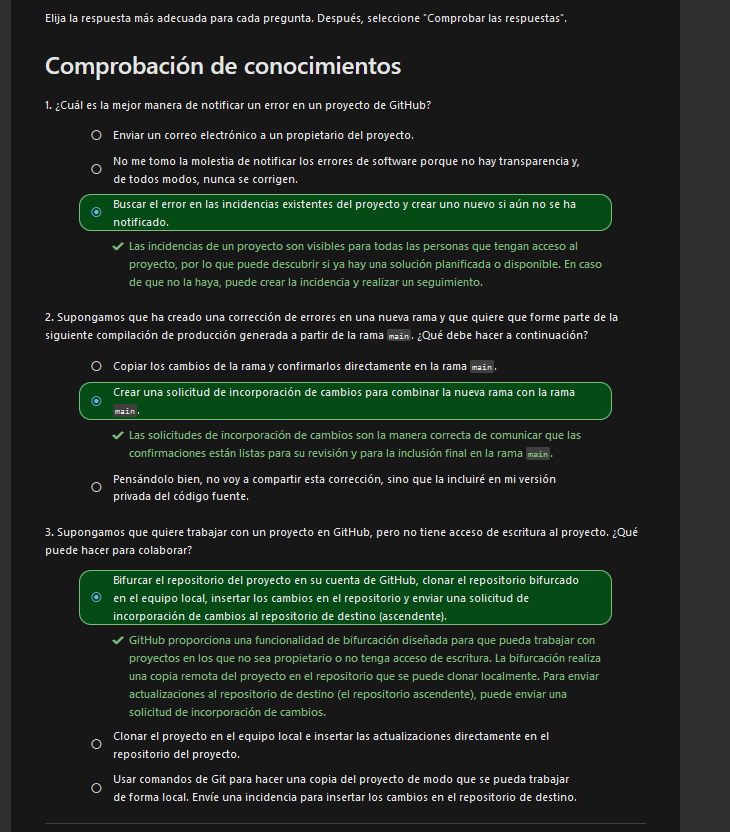 Elija la respuesta más adecuada para cada pregunta. Después, seleccione "Comprobar las respuestas".
Comprobación de conocimientos
1. ¿Cuál es la mejor manera de notificar un error en un proyecto de GitHub?
Enviar un correo electrónico a un propietario del proyecto.
No me tomo la molestia de notificar los errores de software porque no hay transparencia y,
de todos modos, nunca se corrigen.
Buscar el error en las incidencias existentes del proyecto y crear uno nuevo si aún no se ha
notificado.
Las incidencias de un proyecto son visibles para todas las personas que tengan acceso al
proyecto, por lo que puede descubrir si ya hay una solución planificada o disponible. En caso
de que no la haya, puede crear la incidencia y realizar un seguimiento.
2. Supongamos que ha creado una corrección de errores en una nueva rama y que quiere que forme parte de la
siguiente compilación de producción generada a partir de la rama main. ¿Qué debe hacer a continuación?
Copiar los cambios de la rama y confirmarlos directamente en la rama main.
Crear una solicitud de incorporación de cambios para combinar la nueva rama con la rama
main.
Las solicitudes de incorporación de cambios son la manera correcta de comunicar que las
confirmaciones están listas para su revisión y para la inclusión final en la rama main.
Pensándolo bien, no voy a compartir esta corrección, sino que la incluiré en mi versión
privada del código fuente.
3. Supongamos que quiere trabajar con un proyecto en GitHub, pero no tiene acceso de escritura al proyecto. ¿Qué
puede hacer para colaborar?
Bifurcar el repositorio del proyecto en su cuenta de GitHub, clonar el repositorio bifurcado
en el equipo local, insertar los cambios en el repositorio y enviar una solicitud de
incorporación de cambios al repositorio de destino (ascendente).
GitHub proporciona una funcionalidad de bifurcación diseñada para que pueda trabajar con
proyectos en los que no sea propietario o no tenga acceso de escritura. La bifurcación realiza
una copia remota del proyecto en el repositorio que se puede clonar localmente. Para enviar
actualizaciones al repositorio de destino (el repositorio ascendente), puede enviar una
solicitud de incorporación de cambios.
Clonar el proyecto en el equipo local e insertar las actualizaciones directamente en el
repositorio del proyecto.
Usar comandos de Git para hacer una copia del proyecto de modo que se pueda trabajar
de forma local. Envíe una incidencia para insertar los cambios en el repositorio de destino.